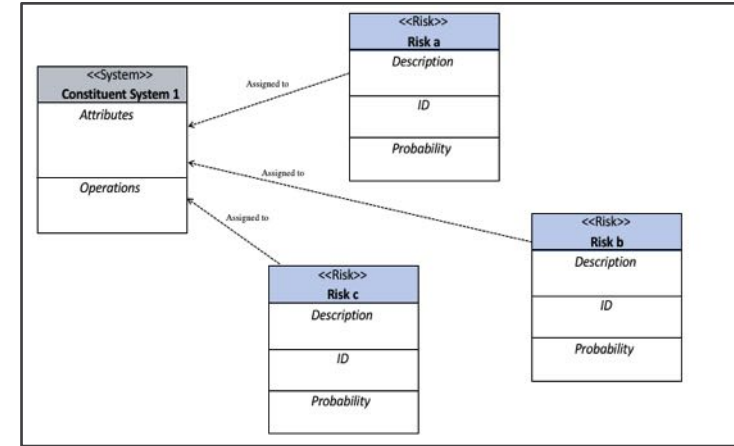 <<System>>
Constituent System 1
Attributes
Operations
Assigned to
<<Risk>>
Risk a
Description
ID
Probability
Assigned to
<<Risk>>
Risk b
Description
ID
Probability
Assigned to
<<Risk>>
Risk c
Description
ID
Probability